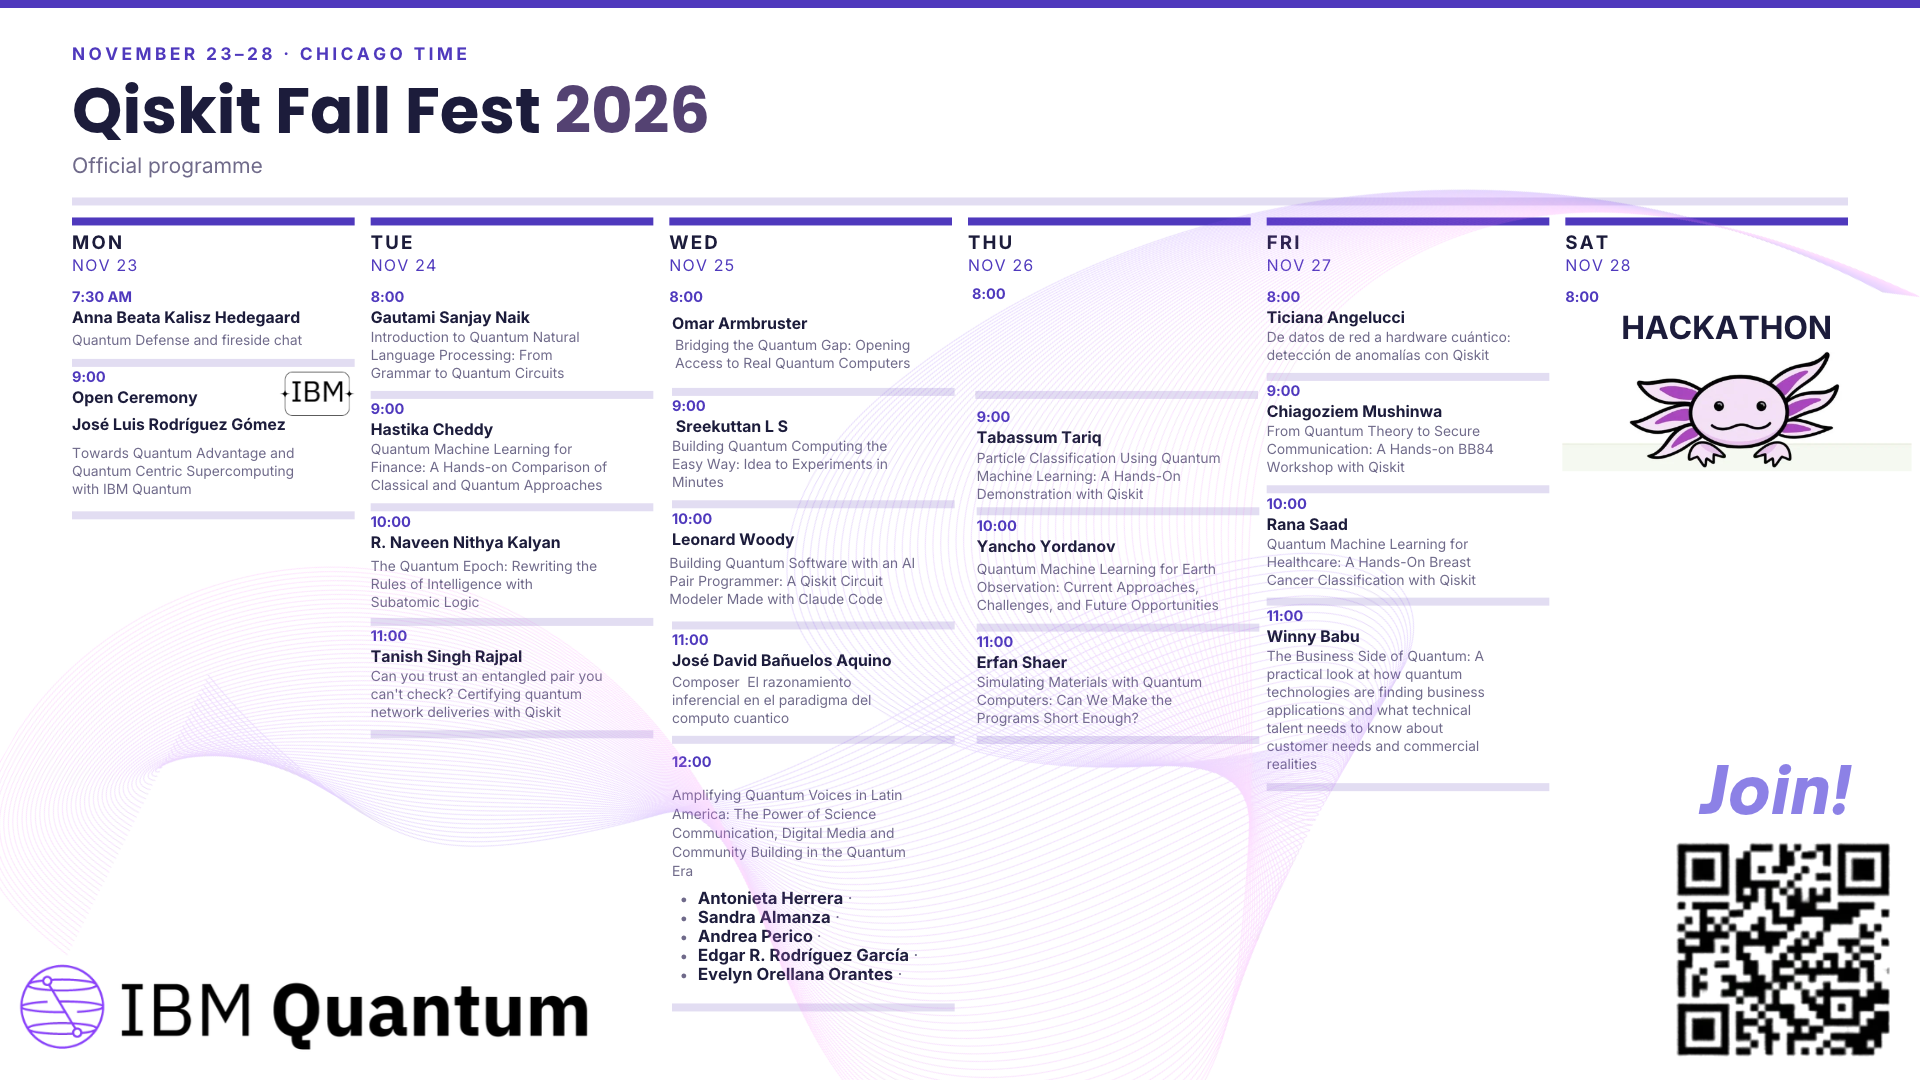 NOVEMBER 23–28 · CHICAGO TIME
Qiskit Fall Fest 2026
Official programme
MON
NOV 23
7:30 AM
Anna Beata Kalisz Hedegaard
Quantum Defense and fireside chat
9:00
Open Ceremony
IBM
José Luis Rodríguez Gómez
Towards Quantum Advantage and
Quantum Centric Supercomputing
with IBM Quantum
TUE
NOV 24
8:00
Gautami Sanjay Naik
Introduction to Quantum Natural
Language Processing: From
Grammar to Quantum Circuits
9:00
Hastika Cheddy
Quantum Machine Learning for
Finance: A Hands-on Comparison of
Classical and Quantum Approaches
10:00
R. Naveen Nithya Kalyan
The Quantum Epoch: Rewriting the
Rules of Intelligence with
Subatomic Logic
11:00
Tanish Singh Rajpal
Can you trust an entangled pair you
can't check? Certifying quantum
network deliveries with Qiskit
WED
NOV 25
8:00
Omar Armbruster
Bridging the Quantum Gap: Opening
Access to Real Quantum Computers
9:00
Sreekuttan L S
Building Quantum Computing the
Easy Way: Idea to Experiments in
Minutes
10:00
Leonard Woody
Building Quantum Software with an AI
Pair Programmer: A Qiskit Circuit
Modeler Made with Claude Code
11:00
José David Bañuelos Aquino
Composer  El razonamiento
inferencial en el paradigma del
computo cuantico
12:00
Amplifying Quantum Voices in Latin
America: The Power of Science
Communication, Digital Media and
Community Building in the Quantum
Era
• Antonieta Herrera ·
• Sandra Almanza ·
• Andrea Perico ·
• Edgar R. Rodríguez García ·
• Evelyn Orellana Orantes ·
THU
NOV 26
8:00
9:00
Tabassum Tariq
Particle Classification Using Quantum
Machine Learning: A Hands-On
Demonstration with Qiskit
10:00
Yancho Yordanov
Quantum Machine Learning for Earth
Observation: Current Approaches,
Challenges, and Future Opportunities
11:00
Erfan Shaer
Simulating Materials with Quantum
Computers: Can We Make the
Programs Short Enough?
FRI
NOV 27
8:00
Ticiana Angelucci
De datos de red a hardware cuántico:
detección de anomalías con Qiskit
9:00
Chiagoziem Mushinwa
From Quantum Theory to Secure
Communication: A Hands-on BB84
Workshop with Qiskit
10:00
Rana Saad
Quantum Machine Learning for
Healthcare: A Hands-On Breast
Cancer Classification with Qiskit
11:00
Winny Babu
The Business Side of Quantum: A
practical look at how quantum
technologies are finding business
applications and what technical
talent needs to know about
customer needs and commercial
realities
SAT
NOV 28
8:00
HACKATHON
Join!
IBM Quantum